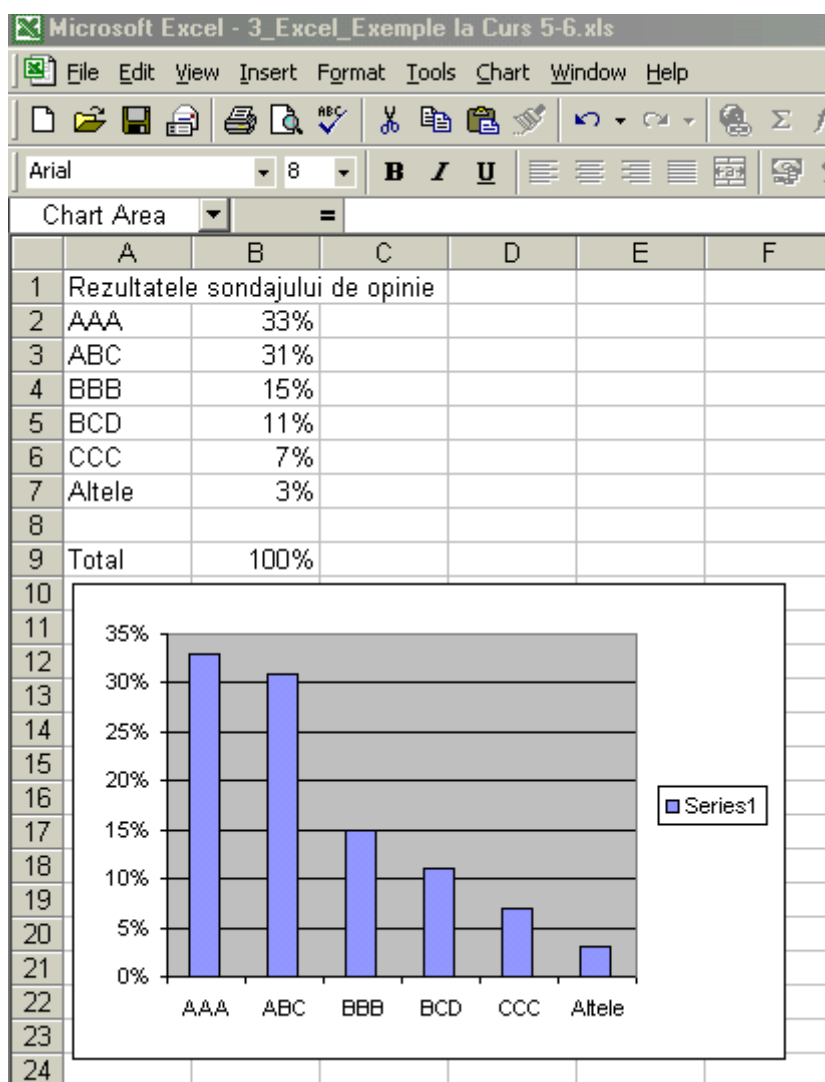 Microsoft Excel - 3_Excel_Exemple la Curs 5-6.xls
File Edit View Insert Format Tools Chart Window Help
ABC
Arial 8 B I U
Chart Area =
A B C D E F
1 Rezultatele sondajului de opinie
2 AAA 33%
3 ABC 31%
4 BBB 15%
5 BCD 11%
6 CCC 7%
7 Altele 3%
8
9 Total 100%
10
11
12
13
14
15
16
17
18
19
20
21
22
23
24
35%
30%
25%
20%
15%
10%
5%
0%
AAA ABC BBB BCD CCC Altele
Series1